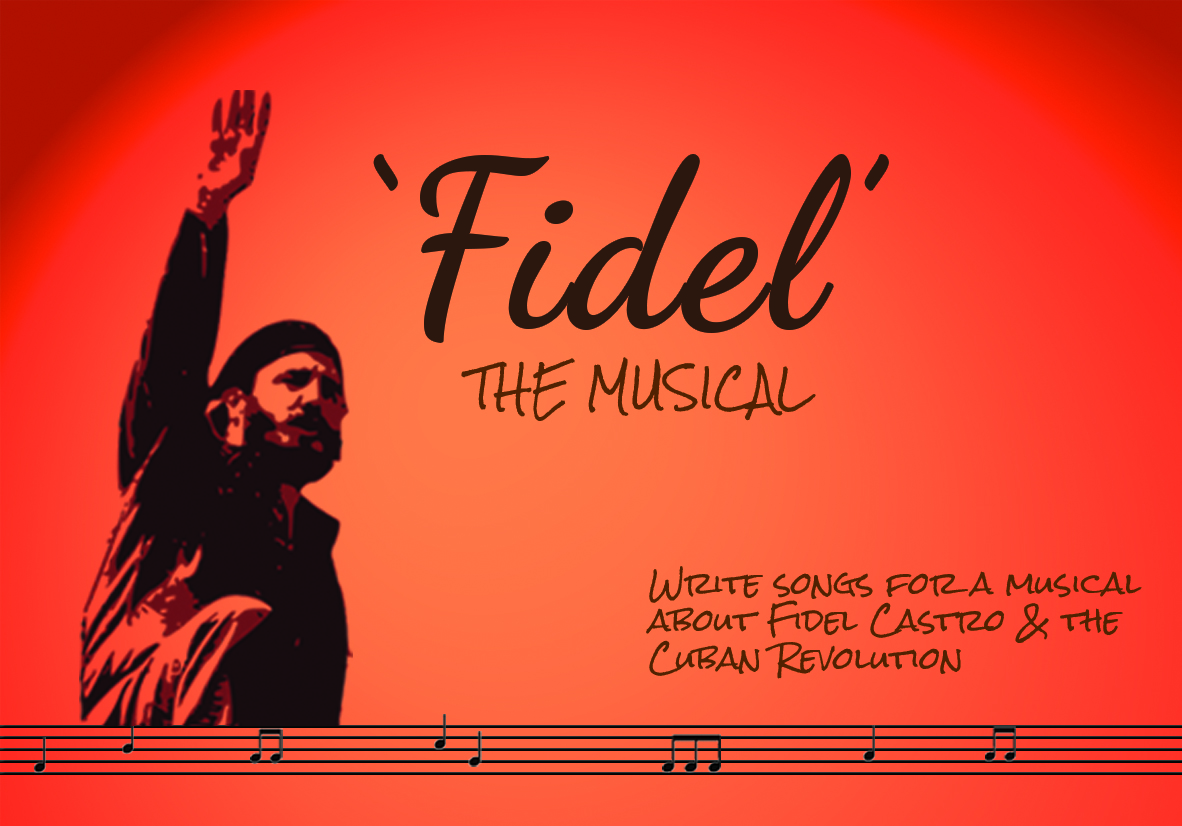 ‘Fidel’
THE MUSICAL
WRITE SONGS FOR A MUSICAL
ABOUT FIDEL CASTRO & THE
CUBAN REVOLUTION